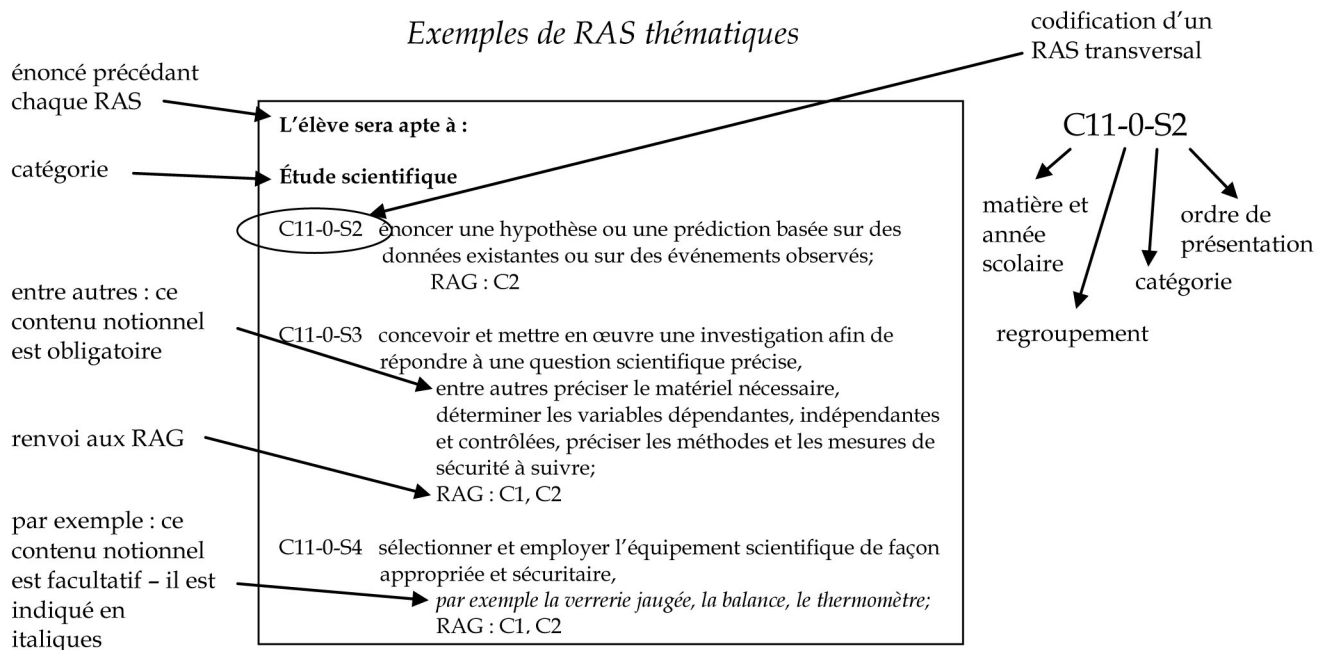 Exemples de RAS thématiques
codification d'un
RAS transversal
énoncé précédant
chaque RAS
L'élève sera apte à :
C11-0-S2
catégorie
Étude scientifique
matière et
année
scolaire
ordre de
présentation
catégorie
regroupement
C11-0-S2 énoncer une hypothèse ou une prédiction basée sur des
données existantes ou sur des événements observés;
RAG : C2
entre autres : ce
contenu notionnel
est obligatoire
C11-0-S3 concevoir et mettre en œuvre une investigation afin de
répondre à une question scientifique précise,
entre autres préciser le matériel nécessaire,
déterminer les variables dépendantes, indépendantes
et contrôlées, préciser les méthodes et les mesures de
sécurité à suivre;
RAG : C1, C2
renvoi aux RAG
par exemple : ce
contenu notionnel
est facultatif – il est
indiqué en
italiques
C11-0-S4 sélectionner et employer l'équipement scientifique de façon
appropriée et sécuritaire,
par exemple la verrerie jaugée, la balance, le thermomètre;
RAG : C1, C2